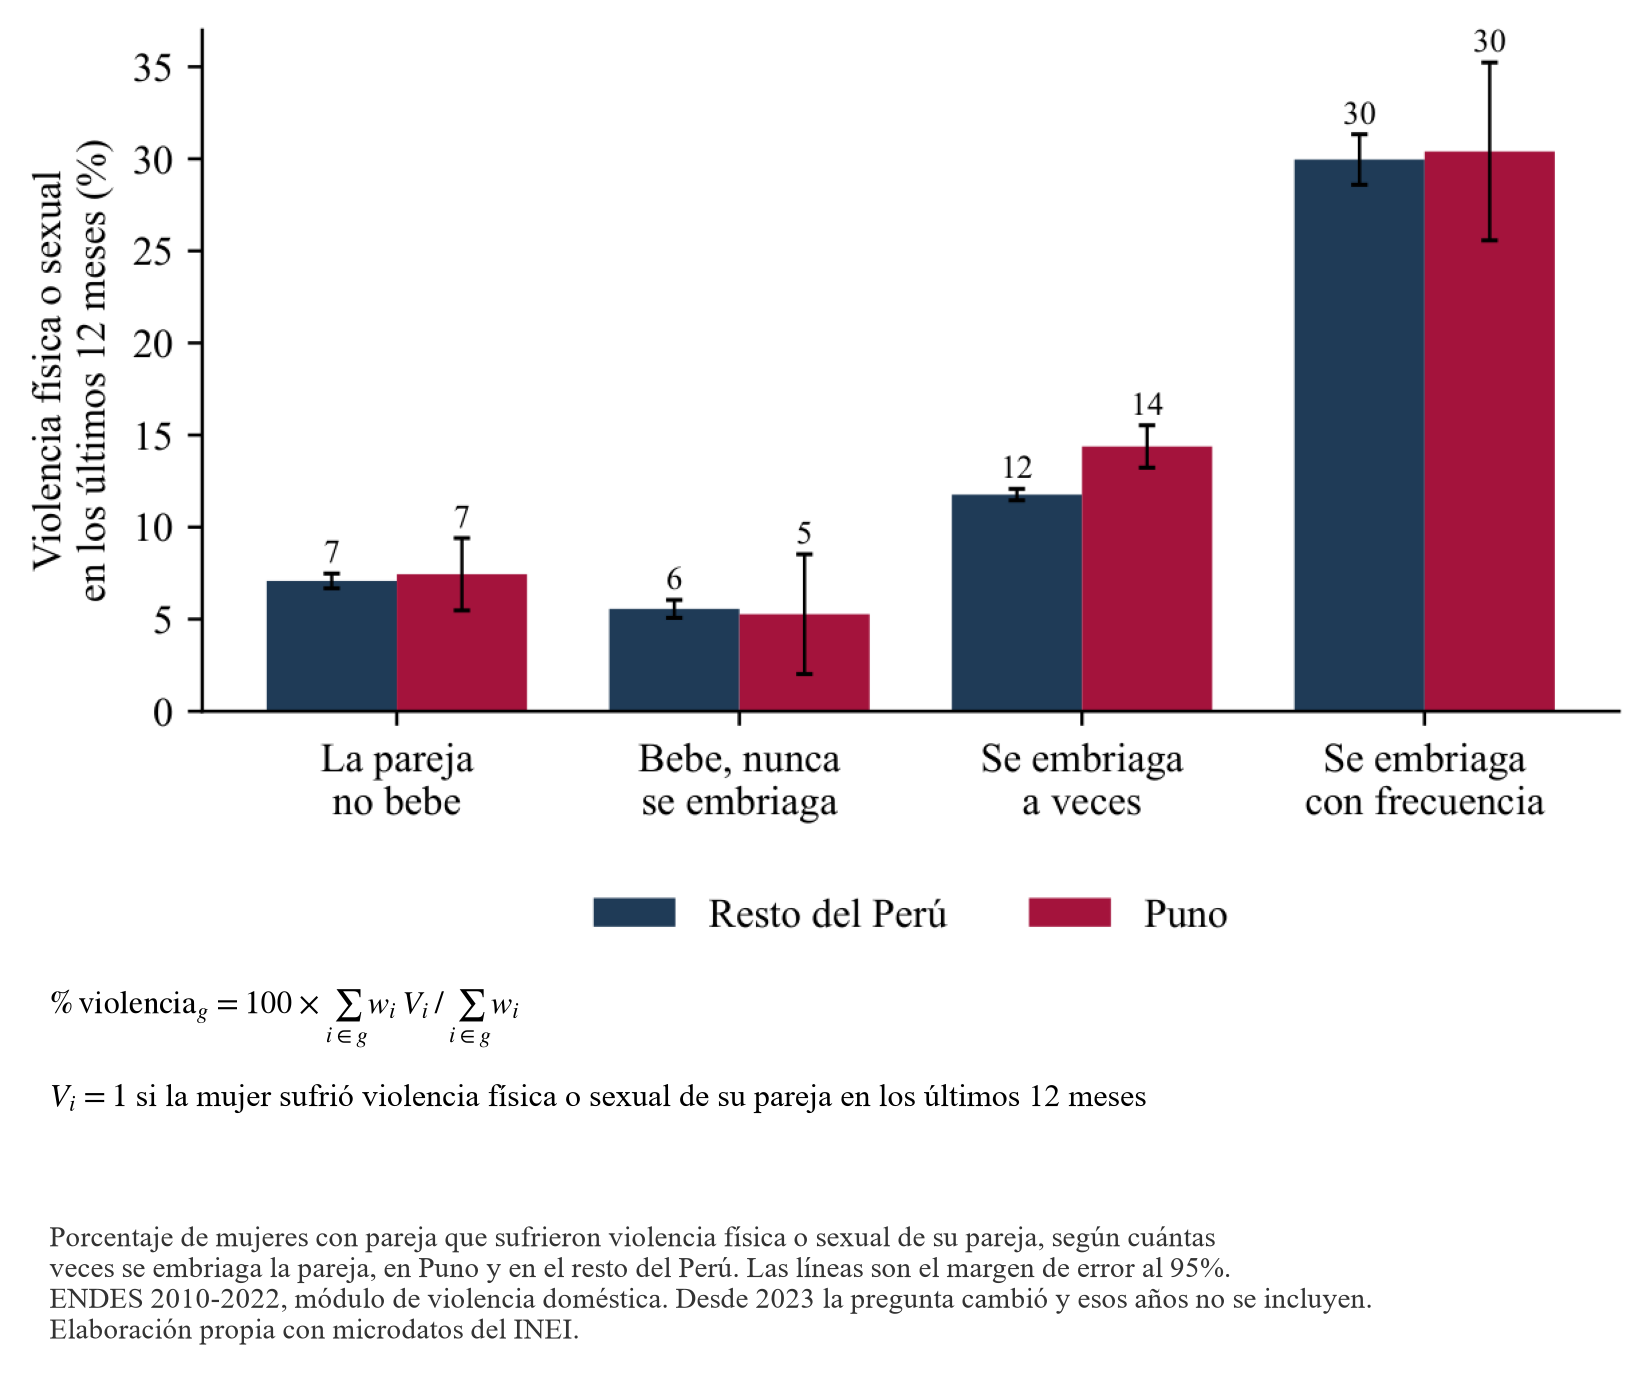 Violencia física o sexual
en los últimos 12 meses (%)
35
30
25
20
15
10
5
0
7
7
6
5
12
14
30
30
La pareja
no bebe
Bebe, nunca
se embriaga
Se embriaga
a veces
Se embriaga
con frecuencia
Resto del Perú
Puno
% violencia_g = 100 × ∑_{i ∈ g} w_i V_i / ∑_{i ∈ g} w_i
V_i = 1 si la mujer sufrió violencia física o sexual de su pareja en los últimos 12 meses
Porcentaje de mujeres con pareja que sufrieron violencia física o sexual de su pareja, según cuántas
veces se embriaga la pareja, en Puno y en el resto del Perú. Las líneas son el margen de error al 95%.
ENDES 2010-2022, módulo de violencia doméstica. Desde 2023 la pregunta cambió y esos años no se incluyen.
Elaboración propia con microdatos del INEI.